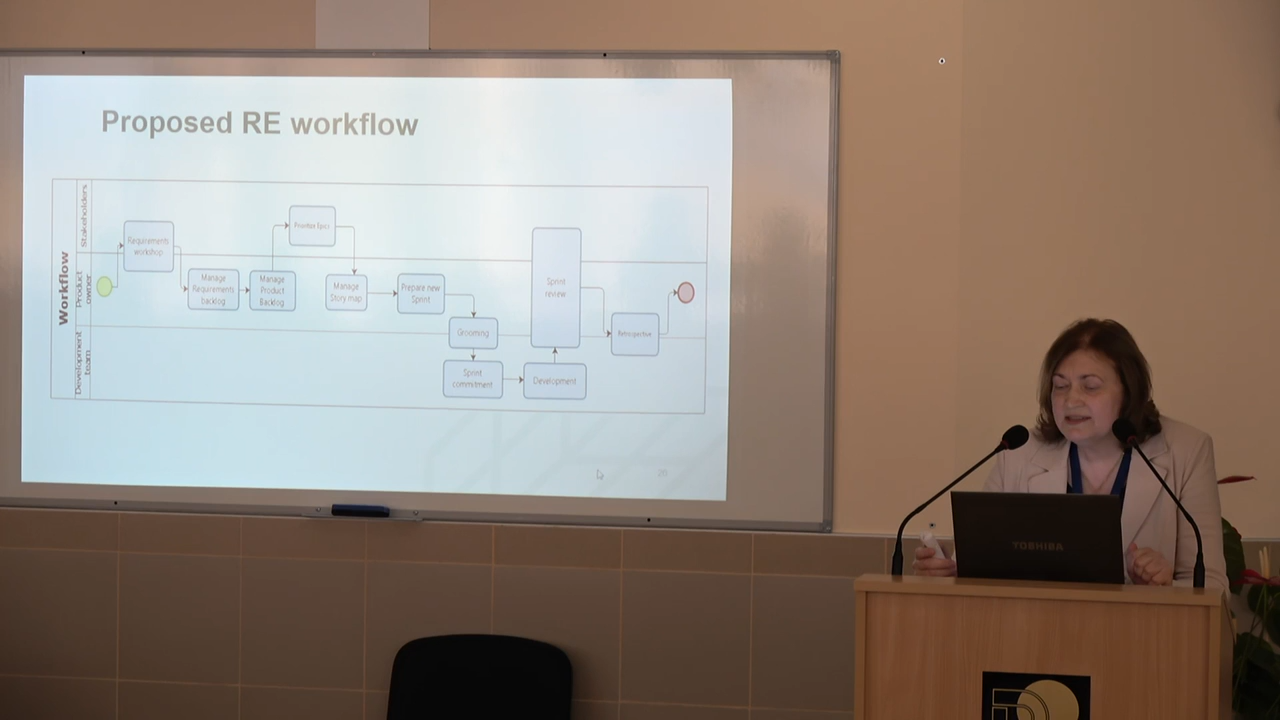 Proposed RE workflow
Workflow
Stakeholders
Product
owner
Development
team
Requirements
workshop
Manage
Requirements
backlog
Manage
Product
Backlog
Prioritize Epics
Manage
Story map
Prepare new
Sprint
Grooming
Sprint
commitment
Development
Sprint
review
Retrospective
20
TOSHIBA